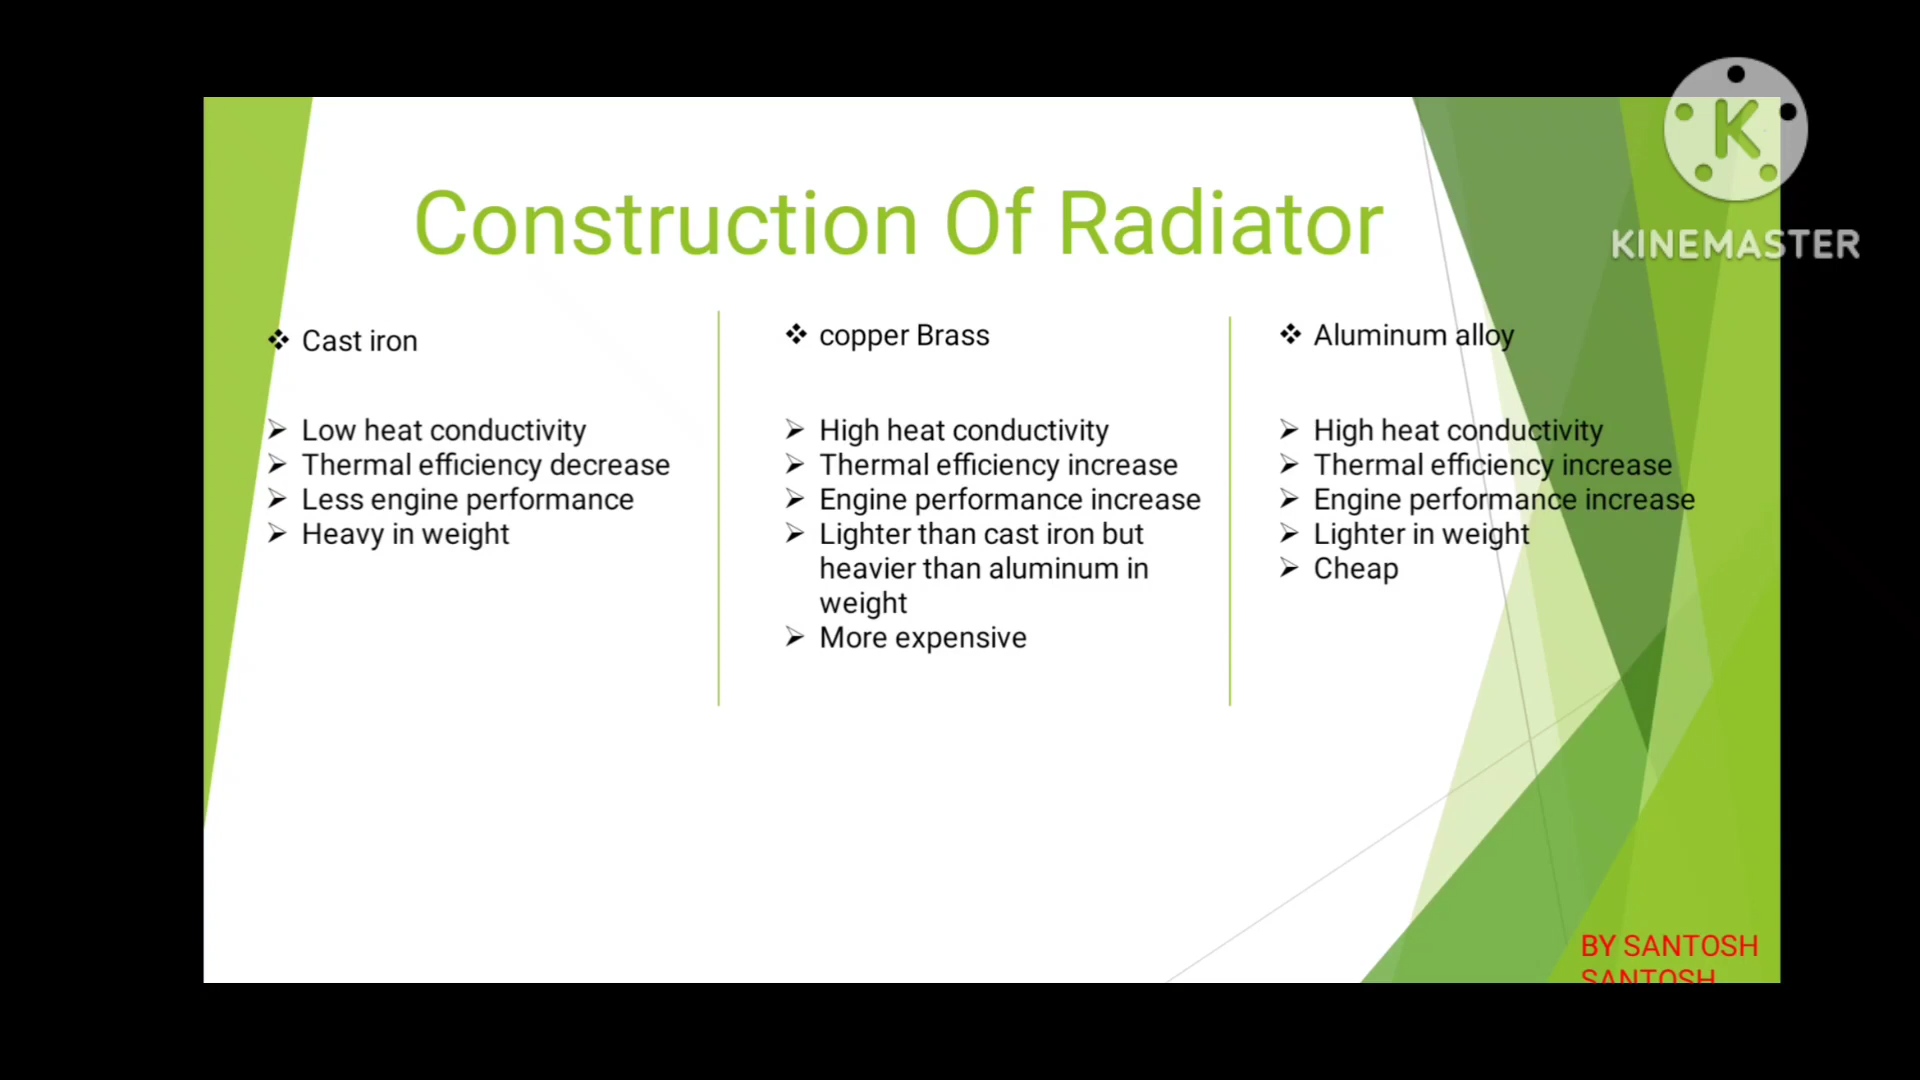 K
KINEMASTER
Construction Of Radiator
Cast iron
Low heat conductivity
Thermal efficiency decrease
Less engine performance
Heavy in weight
copper Brass
High heat conductivity
Thermal efficiency increase
Engine performance increase
Lighter than cast iron but
heavier than aluminum in
weight
More expensive
Aluminum alloy
High heat conductivity
Thermal efficiency increase
Engine performance increase
Lighter in weight
Cheap
BY SANTOSH
SANTOSH